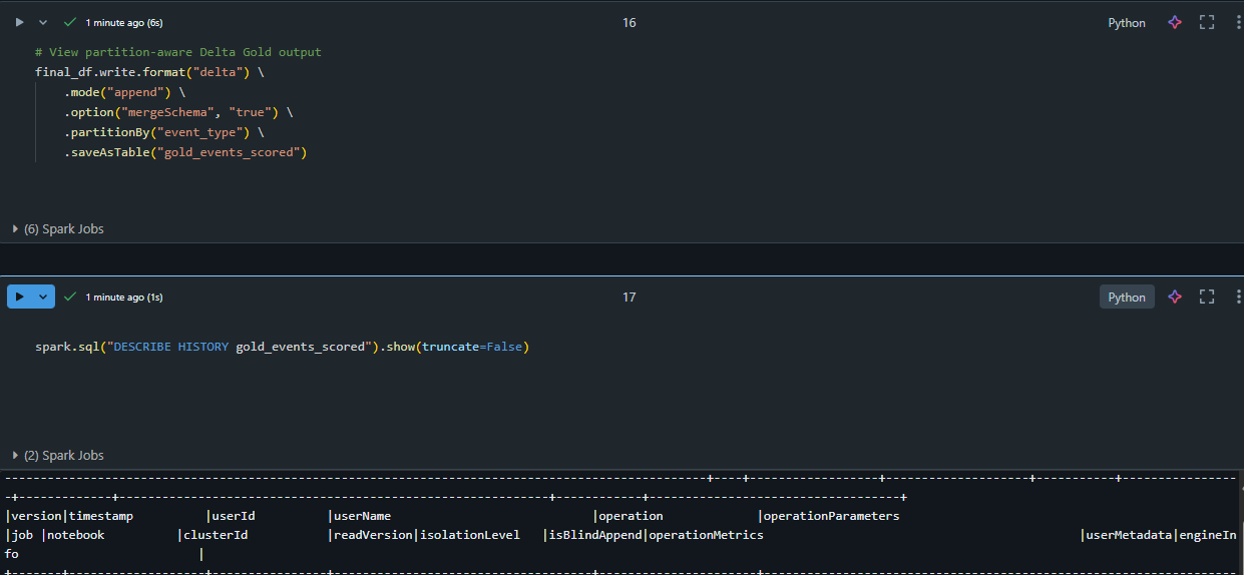 1 minute ago (6s)
16
Python
# View partition-aware Delta Gold output
final_df.write.format("delta") \
.mode("append") \
.option("mergeSchema", "true") \
.partitionBy("event_type") \
.saveAsTable("gold_events_scored")
(6) Spark Jobs
1 minute ago (1s)
17
Python
spark.sql("DESCRIBE HISTORY gold_events_scored").show(truncate=False)
(2) Spark Jobs
-------------------------------------------------------------------------------------------------+----+-------------------+--------------------+-----------+----------------
-+-------------+------------------------------------------------------------+-----------+-----------------------------------+
|version|timestamp |userId |userName |operation |operationParameters
|job |notebook |clusterId |readVersion|isolationLevel |isBlindAppend|operationMetrics |userMetadata|engineIn
fo |
+-------+-------------------+----------------+------------------------------------+----------------------+----------------------------------------------------------------